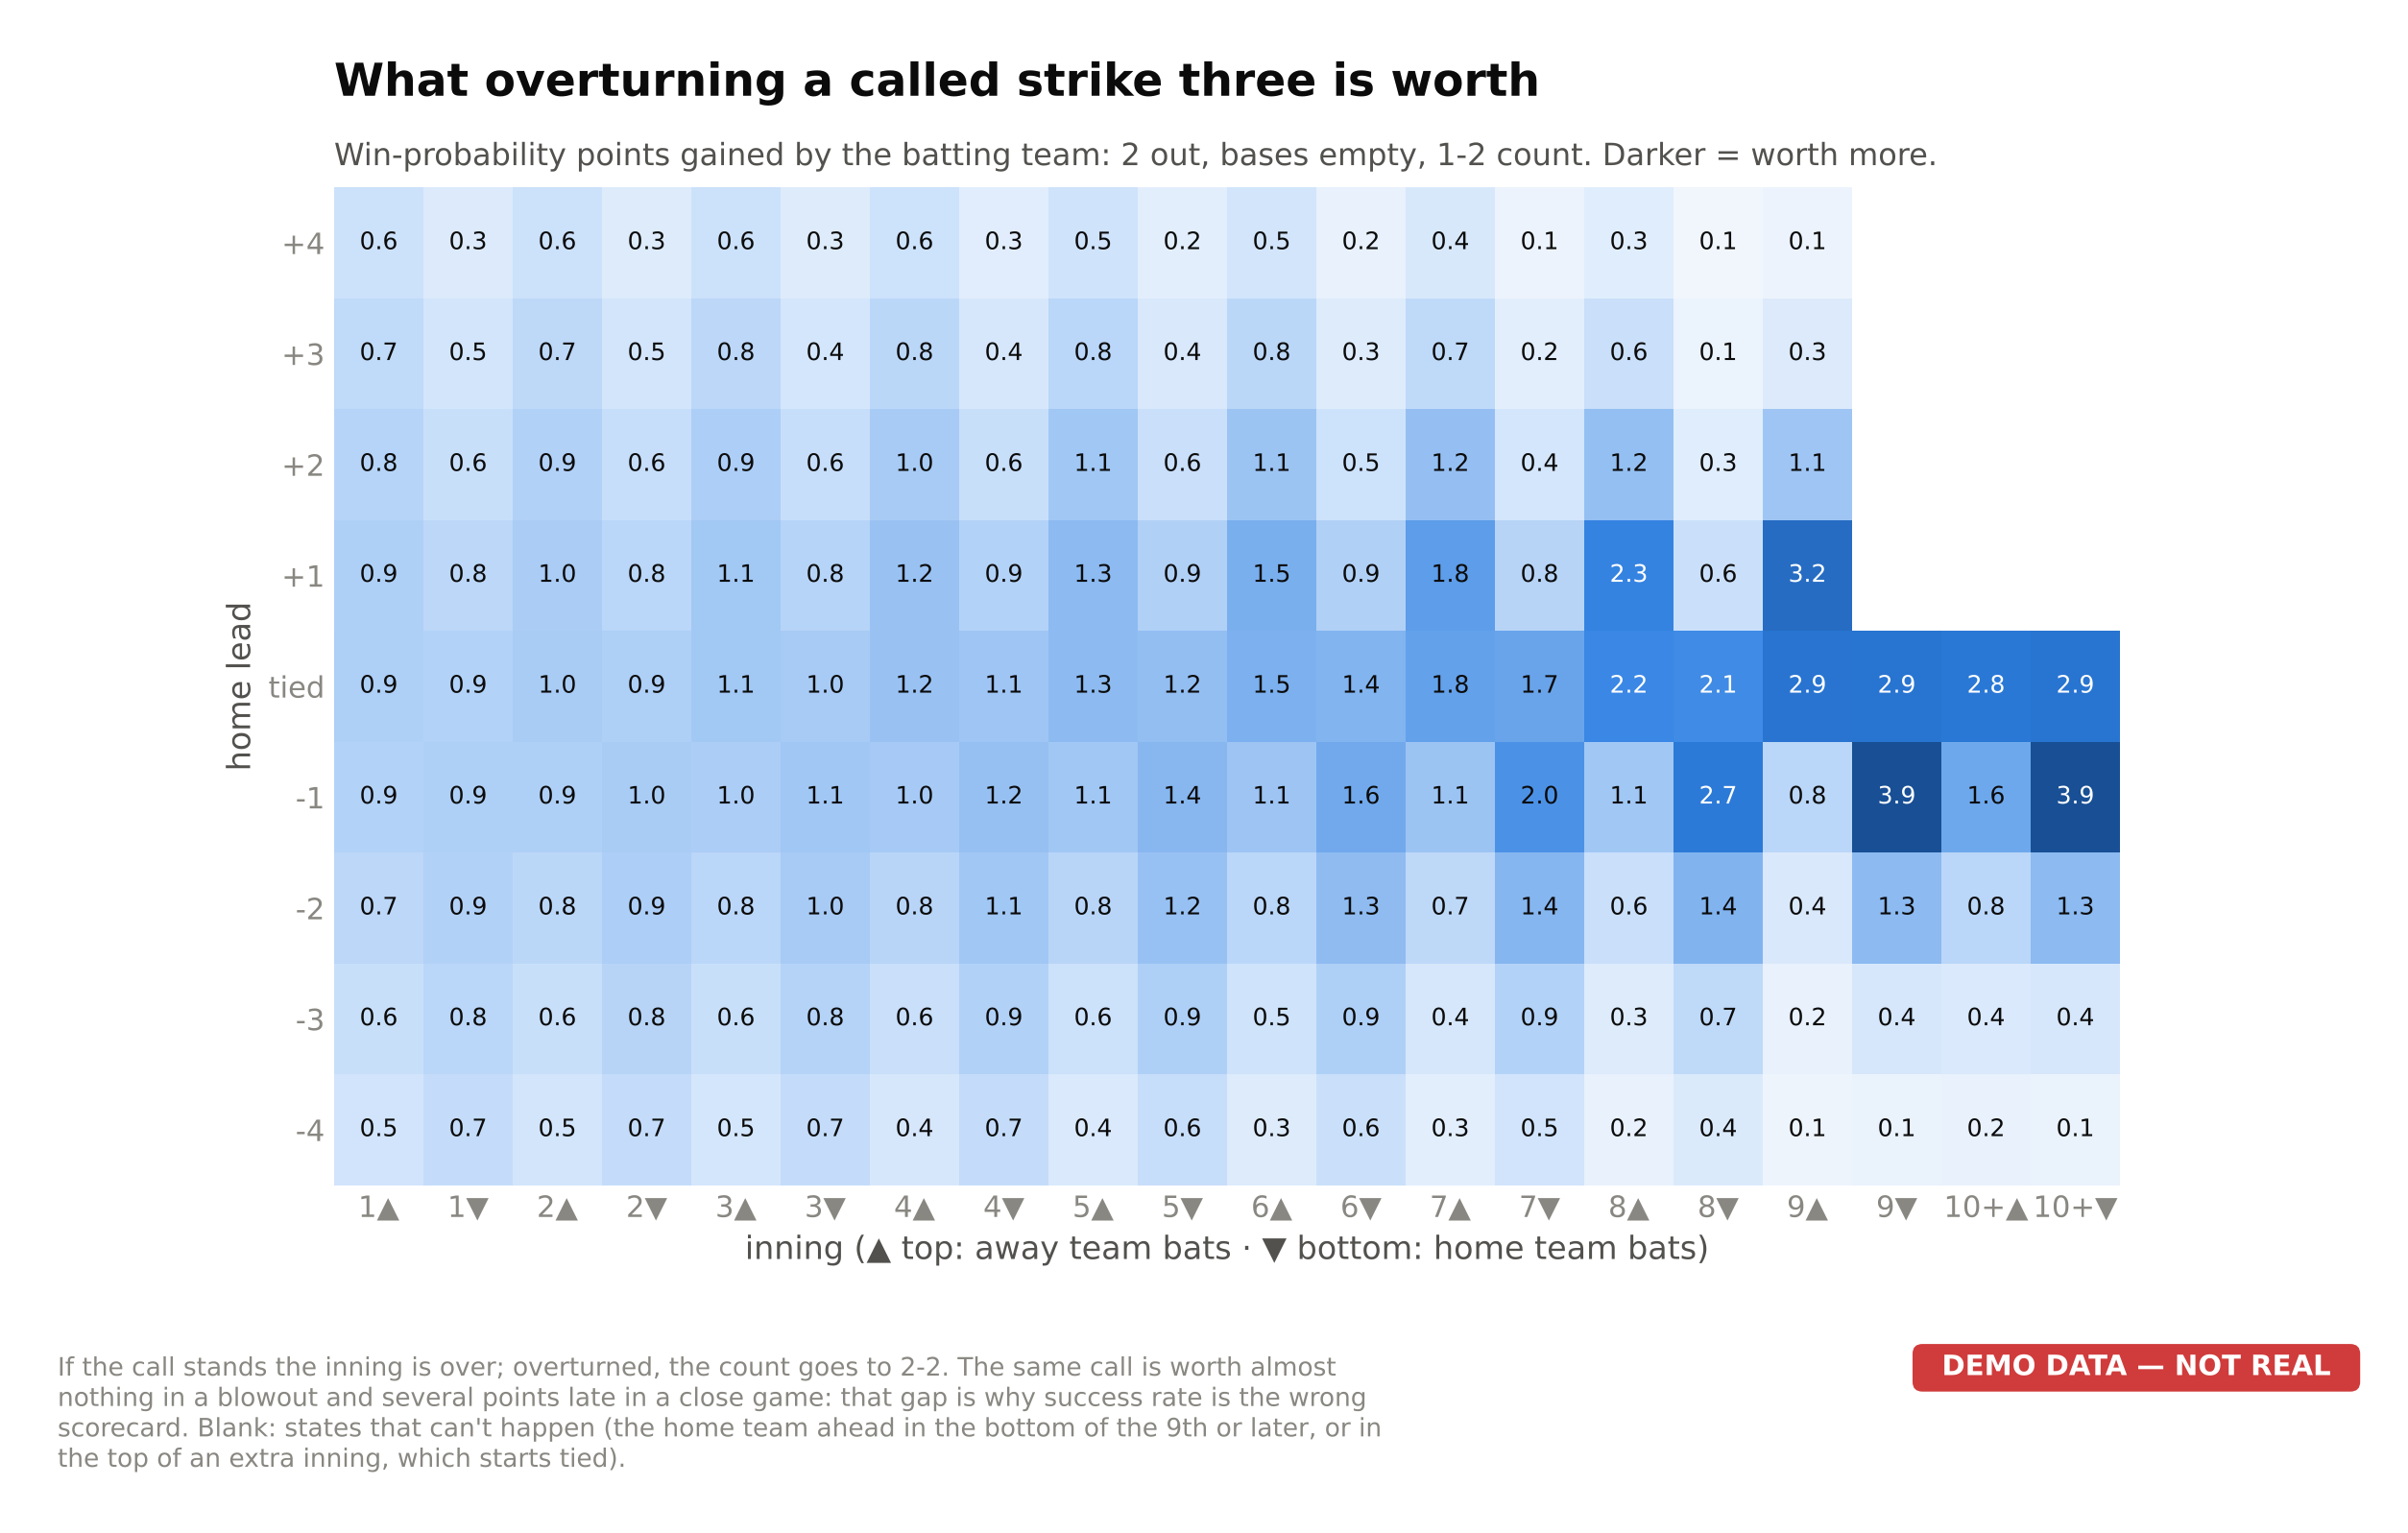 What overturning a called strike three is worth
Win-probability points gained by the batting team: 2 out, bases empty, 1-2 count. Darker = worth more.
+4 0.6 0.3 0.6 0.3 0.6 0.3 0.6 0.3 0.5 0.2 0.5 0.2 0.4 0.1 0.3 0.1 0.1
+3 0.7 0.5 0.7 0.5 0.8 0.4 0.8 0.4 0.8 0.4 0.8 0.3 0.7 0.2 0.6 0.1 0.3
+2 0.8 0.6 0.9 0.6 0.9 0.6 1.0 0.6 1.1 0.6 1.1 0.5 1.2 0.4 1.2 0.3 1.1
+1 0.9 0.8 1.0 0.8 1.1 0.8 1.2 0.9 1.3 0.9 1.5 0.9 1.8 0.8 2.3 0.6 3.2
home lead
tied 0.9 0.9 1.0 0.9 1.1 1.0 1.2 1.1 1.3 1.2 1.5 1.4 1.8 1.7 2.2 2.1 2.9 2.9 2.8 2.9
-1 0.9 0.9 0.9 1.0 1.0 1.1 1.0 1.2 1.1 1.4 1.1 1.6 1.1 2.0 1.1 2.7 0.8 3.9 1.6 3.9
-2 0.7 0.9 0.8 0.9 0.8 1.0 0.8 1.1 0.8 1.2 0.8 1.3 0.7 1.4 0.6 1.4 0.4 1.3 0.8 1.3
-3 0.6 0.8 0.6 0.8 0.6 0.8 0.6 0.9 0.6 0.9 0.5 0.9 0.4 0.9 0.3 0.7 0.2 0.4 0.4 0.4
-4 0.5 0.7 0.5 0.7 0.5 0.7 0.4 0.7 0.4 0.6 0.3 0.6 0.3 0.5 0.2 0.4 0.1 0.1 0.2 0.1
1▲ 1▼ 2▲ 2▼ 3▲ 3▼ 4▲ 4▼ 5▲ 5▼ 6▲ 6▼ 7▲ 7▼ 8▲ 8▼ 9▲ 9▼ 10+▲ 10+▼
inning (▲ top: away team bats · ▼ bottom: home team bats)
If the call stands the inning is over; overturned, the count goes to 2-2. The same call is worth almost
nothing in a blowout and several points late in a close game: that gap is why success rate is the wrong
scorecard. Blank: states that can't happen (the home team ahead in the bottom of the 9th or later, or in
the top of an extra inning, which starts tied).
DEMO DATA — NOT REAL